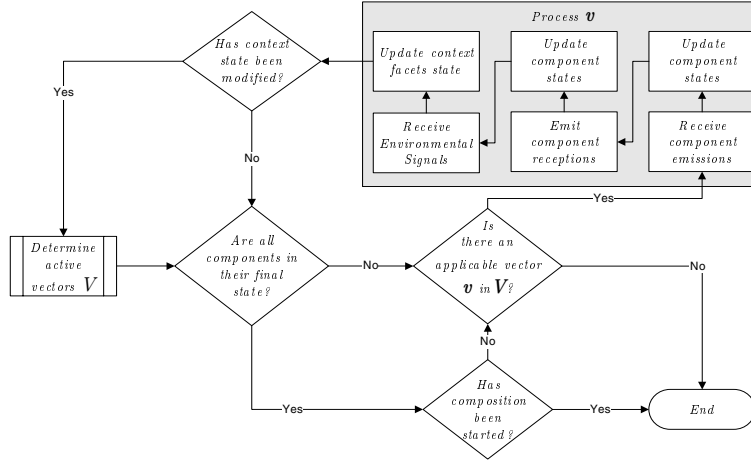 Process v
Has context
state been
modified?
Update context
facets state
Update
component
states
Update
component
states
Yes
Receive
Environmental
Signals
Emit
component
receptions
Receive
component
emissions
No
Yes
Determine
active
vectors V
Are all
components in
their final
state?
No
Is
there an
applicable vector
v in V?
No
No
Yes
Has
composition
been
started?
Yes
End